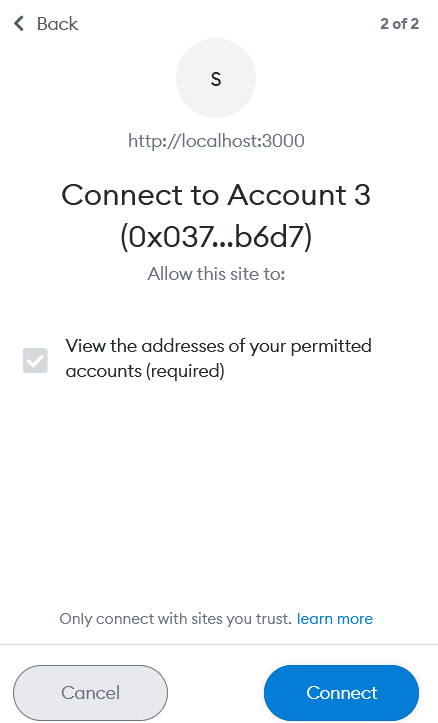 Back
2 of 2
S
http://localhost:3000
Connect to Account 3
(0x037...b6d7)
Allow this site to:
View the addresses of your permitted
accounts (required)
Only connect with sites you trust. learn more
Cancel
Connect